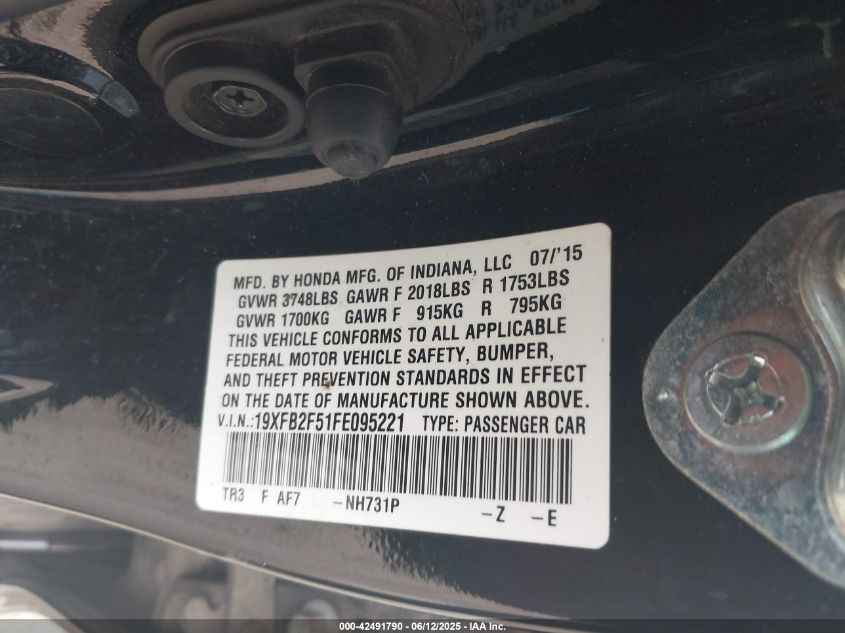 MFD. BY HONDA MFG. OF INDIANA, LLC 07/'15
GVWR 3748LBS GAWR F 2018LBS R 1753LBS
GVWR 1700KG GAWR F 915KG R 795KG
THIS VEHICLE CONFORMS TO ALL APPLICABLE
FEDERAL MOTOR VEHICLE SAFETY, BUMPER,
AND THEFT PREVENTION STANDARDS IN EFFECT
ON THE DATE OF MANUFACTURE SHOWN ABOVE.
V.I.N.:19XFB2F51FE095221 TYPE: PASSENGER CAR
TR3 F AF7 -NH731P -Z -E
000-42491790 - 06/12/2025 - IAA Inc.